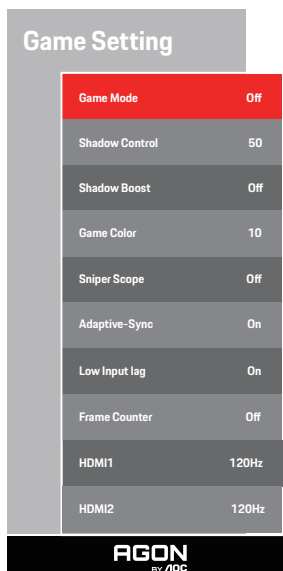 Game Setting
Game Mode Off
Shadow Control 50
Shadow Boost Off
Game Color 10
Sniper Scope Off
Adaptive-Sync On
Low Input lag On
Frame Counter Off
HDMI1 120Hz
HDMI2 120Hz
AGON
BY AOC